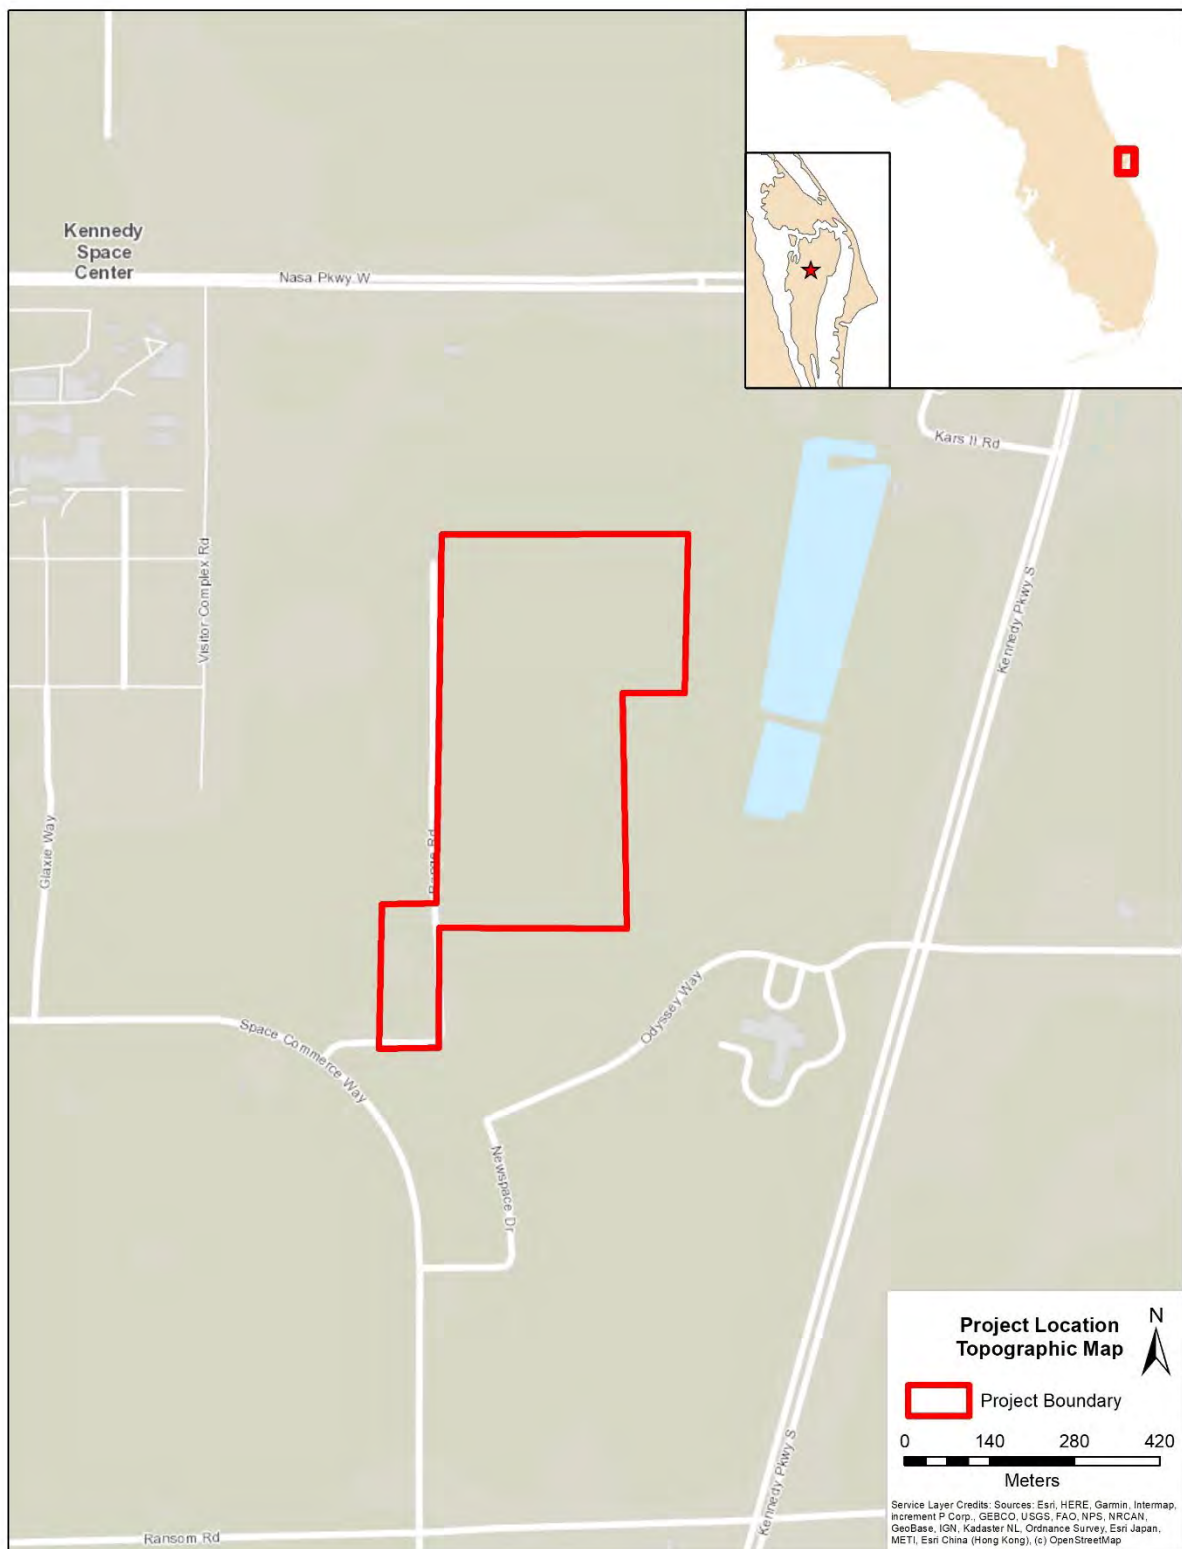 Kennedy
Space
Center
Nasa Pkwy W
Kars II Rd
Visitor Complex Rd
Kennedy Pkwy S
Glaxie Way
Range Rd
Odyssey Way
Space Commerce Way
Newspace Dr
Project Location
Topographic Map
N
Project Boundary
0 140 280 420
Meters
Kennedy Pkwy S
Ransom Rd
Service Layer Credits: Sources: Esri, HERE, Garmin, Intermap,
increment P Corp., GEBCO, USGS, FAO, NPS, NRCAN,
GeoBase, IGN, Kadaster NL, Ordnance Survey, Esri Japan,
METI, Esri China (Hong Kong), (c) OpenStreetMap